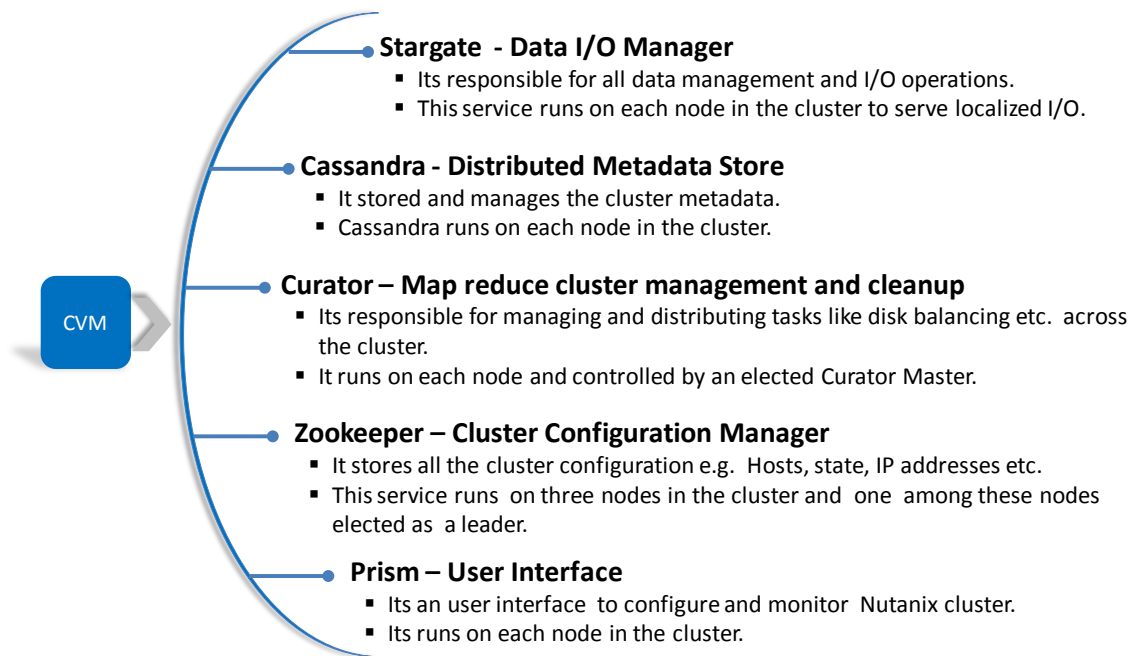 Stargate - Data I/O Manager
▪ Its responsible for all data management and I/O operations.
▪ This service runs on each node in the cluster to serve localized I/O.
Cassandra - Distributed Metadata Store
▪ It stored and manages the cluster metadata.
▪ Cassandra runs on each node in the cluster.
Curator – Map reduce cluster management and cleanup
▪ Its responsible for managing and distributing tasks like disk balancing etc. across
the cluster.
▪ It runs on each node and controlled by an elected Curator Master.
CVM
Zookeeper – Cluster Configuration Manager
▪ It stores all the cluster configuration e.g. Hosts, state, IP addresses etc.
▪ This service runs on three nodes in the cluster and one among these nodes
elected as a leader.
Prism – User Interface
▪ Its an user interface to configure and monitor Nutanix cluster.
▪ Its runs on each node in the cluster.